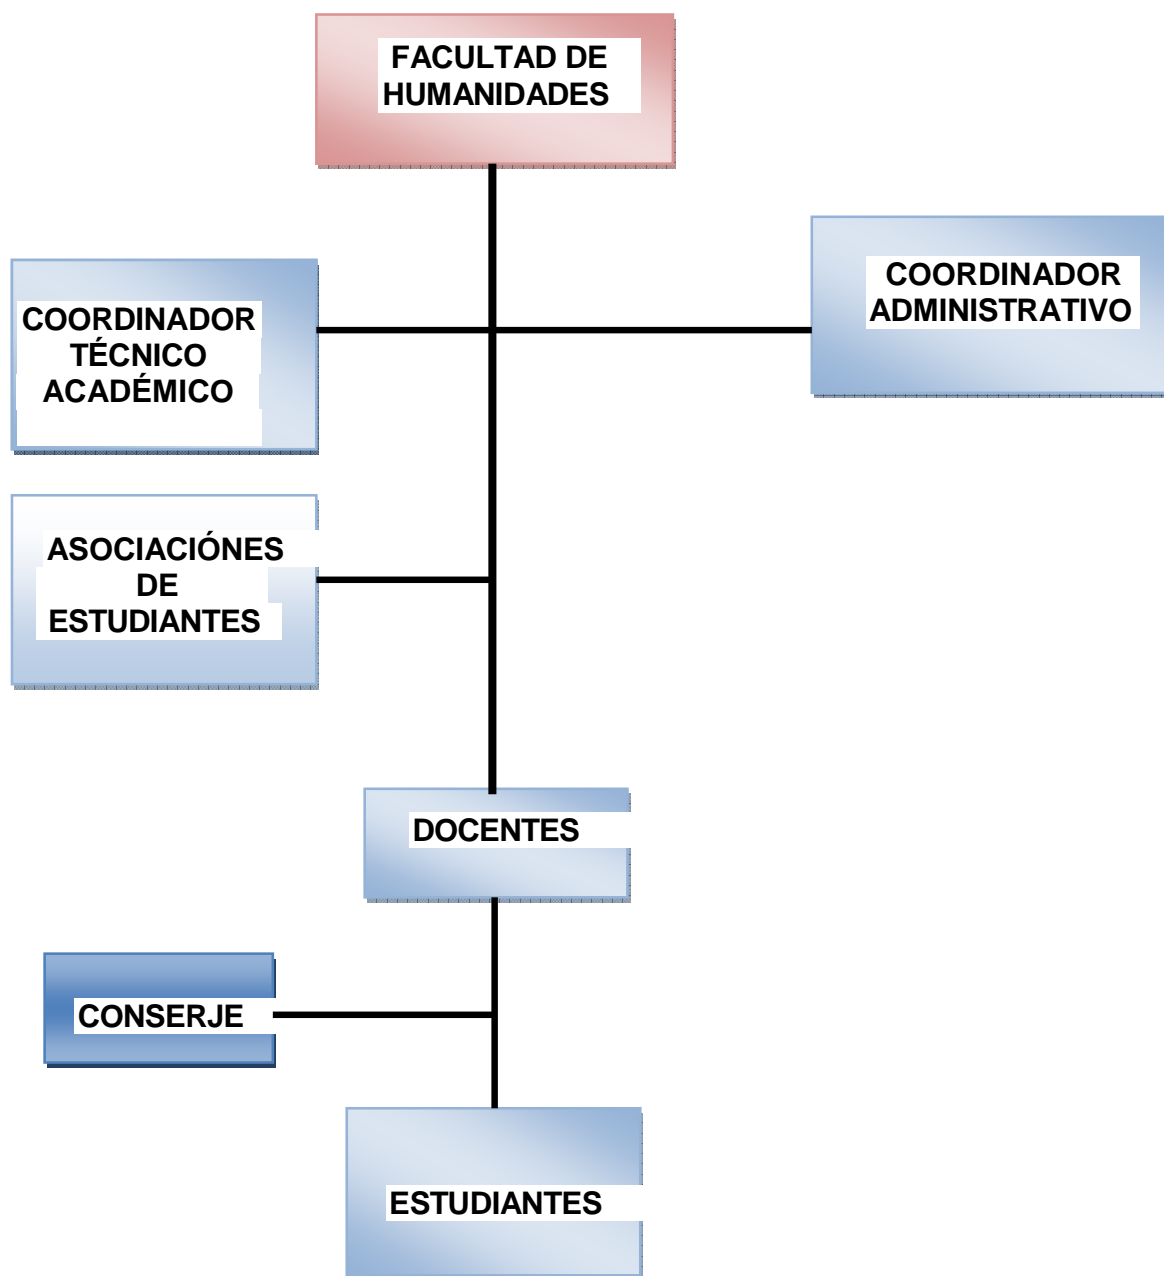 FACULTAD DE
HUMANIDADES
COORDINADOR
ADMINISTRATIVO
COORDINADOR
TÉCNICO
ACADÉMICO
ASOCIACIÓNES
DE
ESTUDIANTES
DOCENTES
CONSERJE
ESTUDIANTES